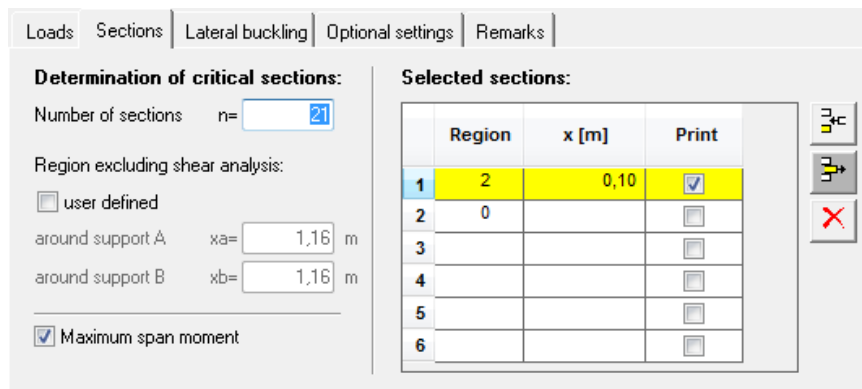 Loads Sections Lateral buckling Optional settings Remarks
Determination of critical sections:
Number of sections n= 21
Region excluding shear analysis:
user defined
around support A xa= 1,16 m
around support B xb= 1,16 m
Maximum span moment
Selected sections:
Region x [m] Print
1 2 0,10
2 0
3
4
5
6